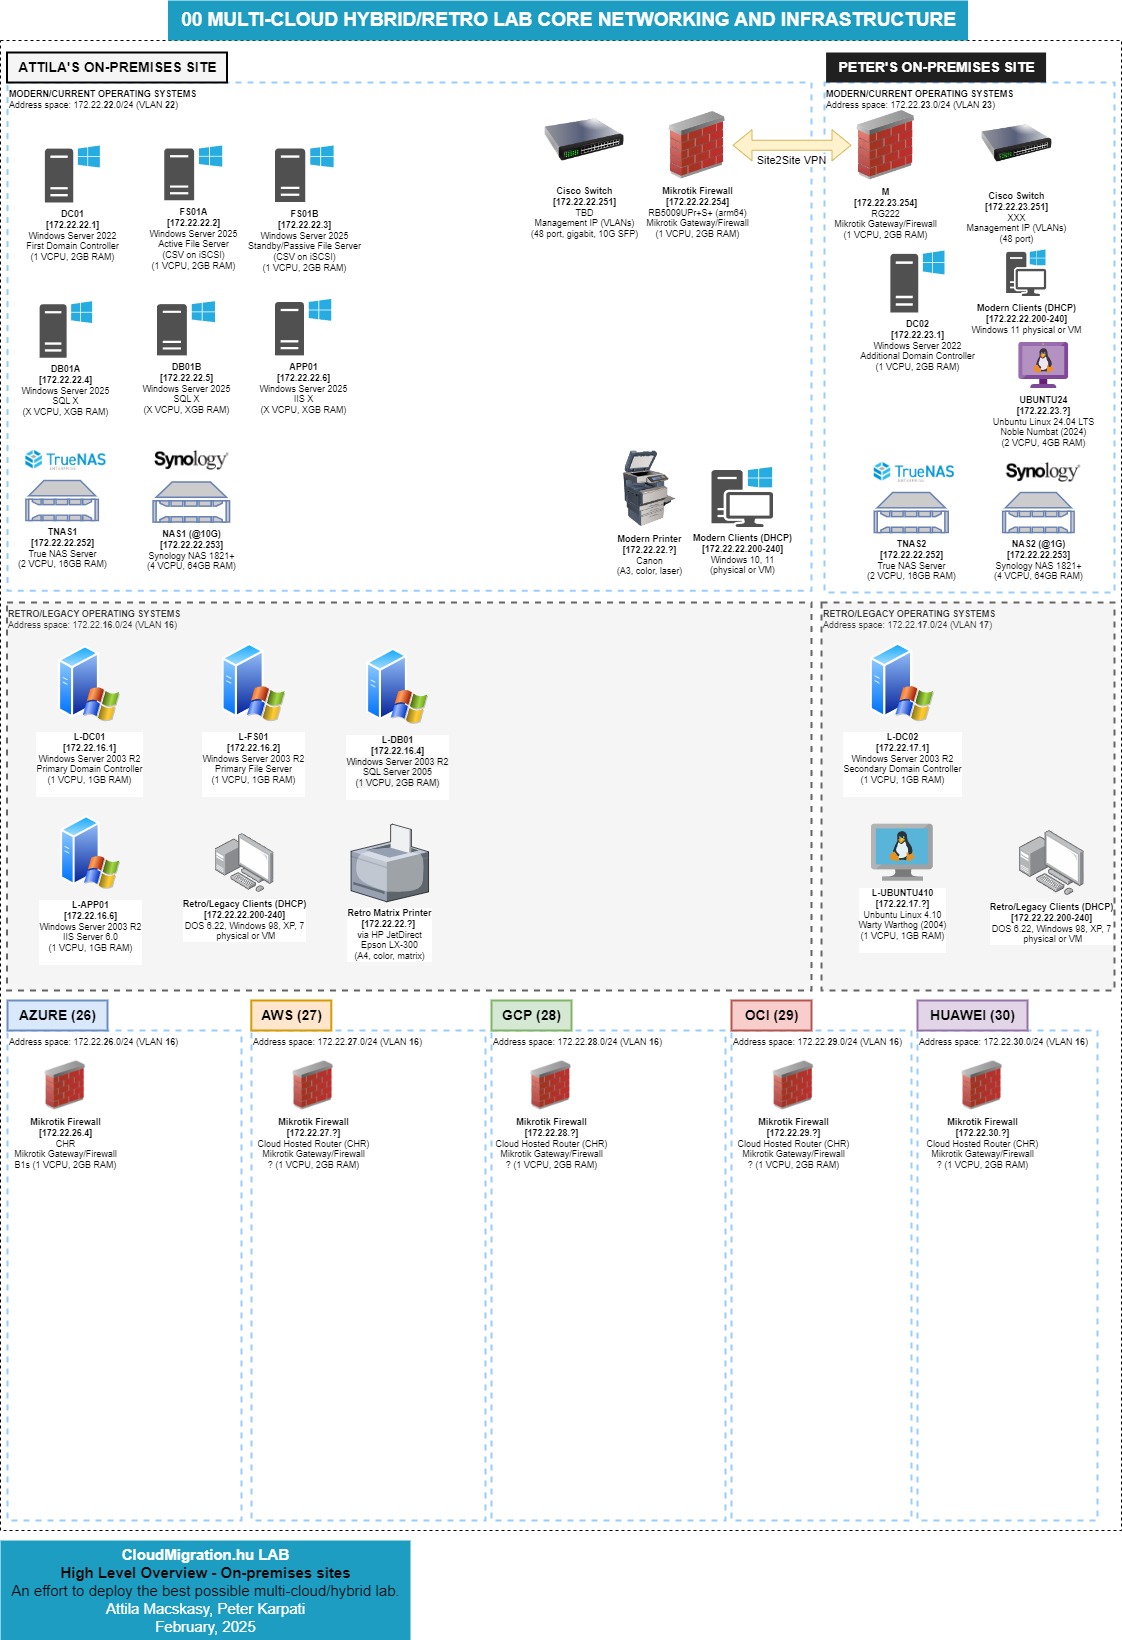 00 MULTI-CLOUD HYBRID/RETRO LAB CORE NETWORKING AND INFRASTRUCTURE
ATTILA'S ON-PREMISES SITE
MODERN/CURRENT OPERATING SYSTEMS
Address space: 172.22.22.0/24 (VLAN 22)
DC01
[172.22.22.1]
Windows Server 2022
First Domain Controller
(1 VCPU, 2GB RAM)
FS01A
[172.22.22.2]
Windows Server 2025
Active File Server
(CSV on iSCSI)
(1 VCPU, 2GB RAM)
FS01B
[172.22.22.3]
Windows Server 2025
Standby/Passive File Server
(CSV on iSCSI)
(1 VCPU, 2GB RAM)
Cisco Switch
[172.22.22.251]
TBD
Management IP (VLANs)
(48 port, gigabit, 10G SFP)
Mikrotik Firewall
[172.22.22.254]
RB5009UPr+S+ (arm64)
Mikrotik Gateway/Firewall
(1 VCPU, 2GB RAM)
Site2Site VPN
DB01A
[172.22.22.4]
Windows Server 2025
SQL X
(X VCPU, XGB RAM)
DB01B
[172.22.22.5]
Windows Server 2025
SQL X
(X VCPU, XGB RAM)
APP01
[172.22.22.6]
Windows Server 2025
IIS X
(X VCPU, XGB RAM)
TrueNAS
Synology
TNAS1
[172.22.22.252]
True NAS Server
(2 VCPU, 16GB RAM)
NAS1 (@10G)
[172.22.22.253]
Synology NAS 1821+
(4 VCPU, 64GB RAM)
Modern Printer
[172.22.22.?]
Canon
(A3, color, laser)
Modern Clients (DHCP)
[172.22.22.200-240]
Windows 10, 11
(physical or VM)
PETER'S ON-PREMISES SITE
MODERN/CURRENT OPERATING SYSTEMS
Address space: 172.22.23.0/24 (VLAN 23)
M
[172.22.23.254]
RG222
Mikrotik Gateway/Firewall
(1 VCPU, 2GB RAM)
Cisco Switch
[172.22.23.251]
XXX
Management IP (VLANs)
(48 port)
DC02
[172.22.23.1]
Windows Server 2022
Additional Domain Controller
(1 VCPU, 2GB RAM)
Modern Clients (DHCP)
[172.22.22.200-240]
Windows 11 physical or VM
UBUNTU24
[172.22.23.?]
Unbuntu Linux 24.04 LTS
Noble Numbat (2024)
(2 VCPU, 4GB RAM)
TrueNAS
Synology
TNAS2
[172.22.22.252]
True NAS Server
(2 VCPU, 16GB RAM)
NAS2 (@1G)
[172.22.22.253]
Synology NAS 1821+
(4 VCPU, 64GB RAM)
RETRO/LEGACY OPERATING SYSTEMS
Address space: 172.22.16.0/24 (VLAN 16)
L-DC01
[172.22.16.1]
Windows Server 2003 R2
Primary Domain Controller
(1 VCPU, 1GB RAM)
L-FS01
[172.22.16.2]
Windows Server 2003 R2
Primary File Server
(1 VCPU, 1GB RAM)
L-DB01
[172.22.16.4]
Windows Server 2003 R2
SQL Server 2005
(1 VCPU, 2GB RAM)
L-APP01
[172.22.16.6]
Windows Server 2003 R2
IIS Server 6.0
(1 VCPU, 1GB RAM)
Retro/Legacy Clients (DHCP)
[172.22.22.200-240]
DOS 6.22, Windows 98, XP, 7
physical or VM
Retro Matrix Printer
[172.22.22.?]
via HP JetDirect
Epson LX-300
(A4, color, matrix)
RETRO/LEGACY OPERATING SYSTEMS
Address space: 172.22.17.0/24 (VLAN 17)
L-DC02
[172.22.17.1]
Windows Server 2003 R2
Secondary Domain Controller
(1 VCPU, 1GB RAM)
L-UBUNTU410
[172.22.17.?]
Unbuntu Linux 4.10
Warty Warthog (2004)
(1 VCPU, 1GB RAM)
Retro/Legacy Clients (DHCP)
[172.22.22.200-240]
DOS 6.22, Windows 98, XP, 7
physical or VM
AZURE (26)
Address space: 172.22.26.0/24 (VLAN 16)
Mikrotik Firewall
[172.22.26.4]
CHR
Mikrotik Gateway/Firewall
B1s (1 VCPU, 2GB RAM)
AWS (27)
Address space: 172.22.27.0/24 (VLAN 16)
Mikrotik Firewall
[172.22.27.?]
Cloud Hosted Router (CHR)
Mikrotik Gateway/Firewall
? (1 VCPU, 2GB RAM)
GCP (28)
Address space: 172.22.28.0/24 (VLAN 16)
Mikrotik Firewall
[172.22.28.?]
Cloud Hosted Router (CHR)
Mikrotik Gateway/Firewall
? (1 VCPU, 2GB RAM)
OCI (29)
Address space: 172.22.29.0/24 (VLAN 16)
Mikrotik Firewall
[172.22.29.?]
Cloud Hosted Router (CHR)
Mikrotik Gateway/Firewall
? (1 VCPU, 2GB RAM)
HUAWEI (30)
Address space: 172.22.30.0/24 (VLAN 16)
Mikrotik Firewall
[172.22.30.?]
Cloud Hosted Router (CHR)
Mikrotik Gateway/Firewall
? (1 VCPU, 2GB RAM)
CloudMigration.hu LAB
High Level Overview - On-premises sites
An effort to deploy the best possible multi-cloud/hybrid lab.
Attila Macskasy, Peter Karpati
February, 2025